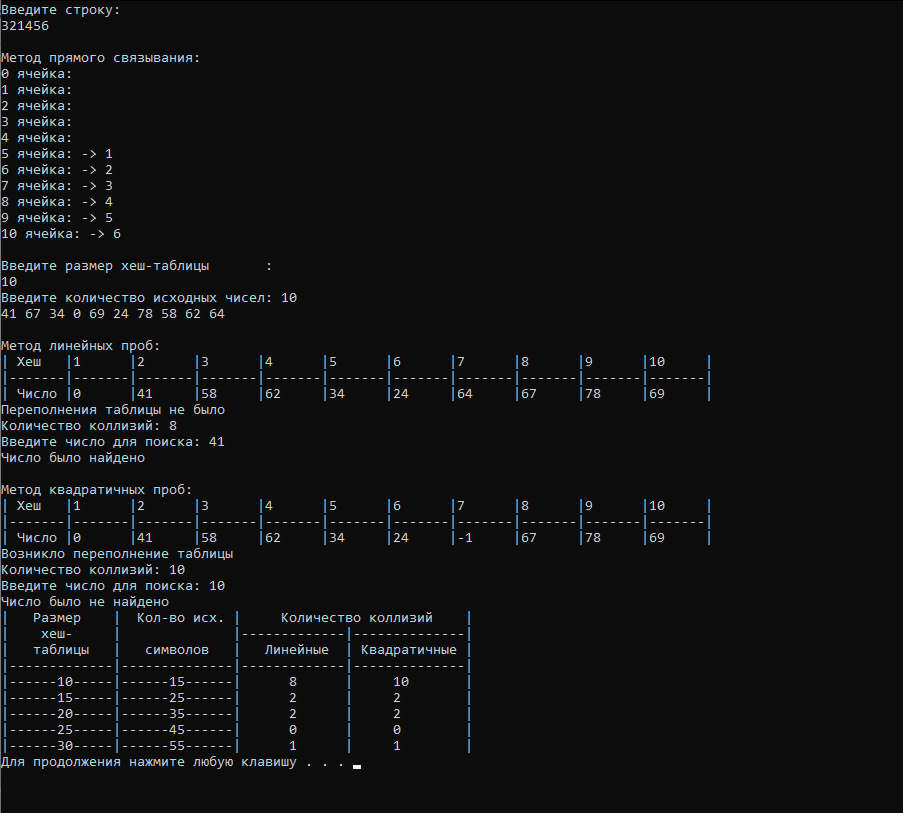 Введите строку:
321456
Метод прямого связывания:
0 ячейка:
1 ячейка:
2 ячейка:
3 ячейка:
4 ячейка:
5 ячейка: -> 1
6 ячейка: -> 2
7 ячейка: -> 3
8 ячейка: -> 4
9 ячейка: -> 5
10 ячейка: -> 6
Введите размер хеш-таблицы       :
10
Введите количество исходных чисел: 10
41 67 34 0 69 24 78 58 62 64
Метод линейных проб:
| Хеш   |1      |2      |3      |4      |5      |6      |7      |8      |9      |10     |
|-------|-------|-------|-------|-------|-------|-------|-------|-------|-------|-------|
| Число |0      |41     |58     |62     |34     |24     |64     |67     |78     |69     |
Переполнения таблицы не было
Количество коллизий: 8
Введите число для поиска: 41
Число было найдено
Метод квадратичных проб:
| Хеш   |1      |2      |3      |4      |5      |6      |7      |8      |9      |10     |
|-------|-------|-------|-------|-------|-------|-------|-------|-------|-------|-------|
| Число |0      |41     |58     |62     |34     |24     |-1     |67     |78     |69     |
Возникло переполнение таблицы
Количество коллизий: 10
Введите число для поиска: 10
Число было не найдено
|   Размер    |  Кол-во исх. |     Количество коллизий    |
|    хеш-     |              |-------------|--------------|
|   таблицы   |   символов   |   Линейные  | Квадратичные |
|-------------|--------------|-------------|--------------|
|------10-----|------15------|      8      |     10       |
|------15-----|------25------|      2      |     2        |
|------20-----|------35------|      2      |     2        |
|------25-----|------45------|      0      |     0        |
|------30-----|------55------|      1      |     1        |
Для продолжения нажмите любую клавишу . . .